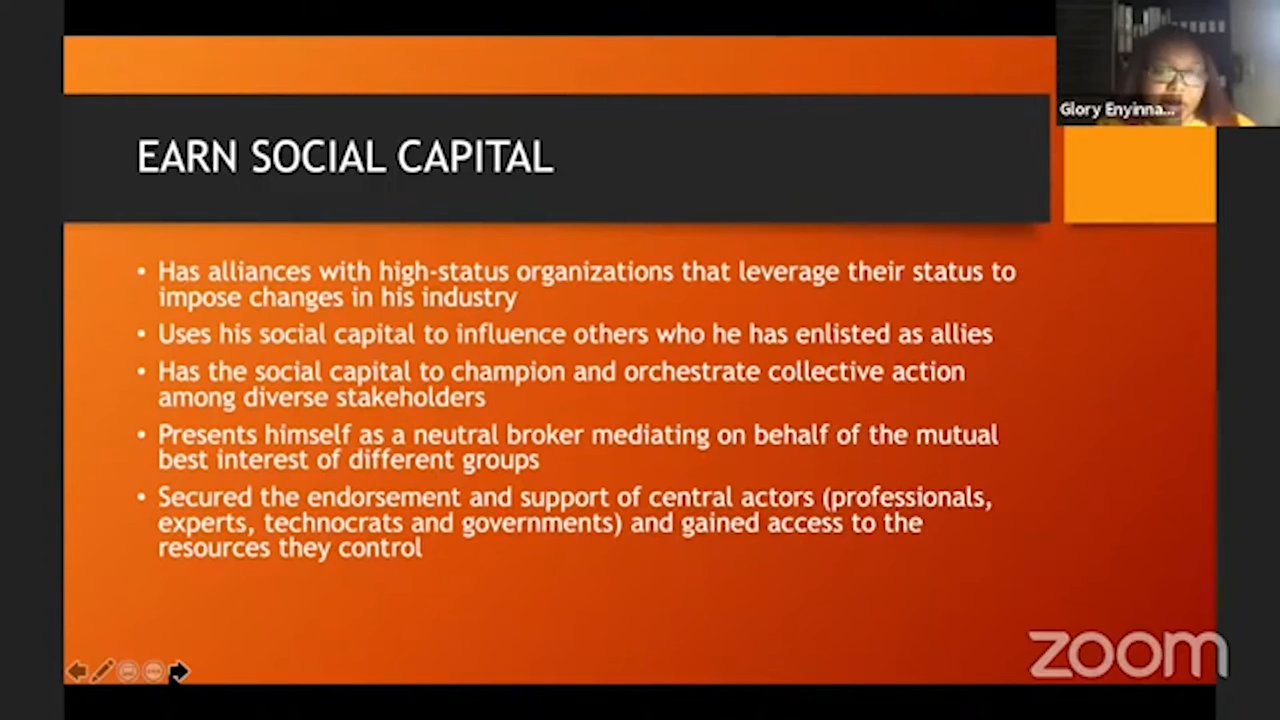 Glory Enyinna...
EARN SOCIAL CAPITAL
• Has alliances with high-status organizations that leverage their status to
impose changes in his industry
• Uses his social capital to influence others who he has enlisted as allies
• Has the social capital to champion and orchestrate collective action
among diverse stakeholders
• Presents himself as a neutral broker mediating on behalf of the mutual
best interest of different groups
• Secured the endorsement and support of central actors (professionals,
experts, technocrats and governments) and gained access to the
resources they control
zoom